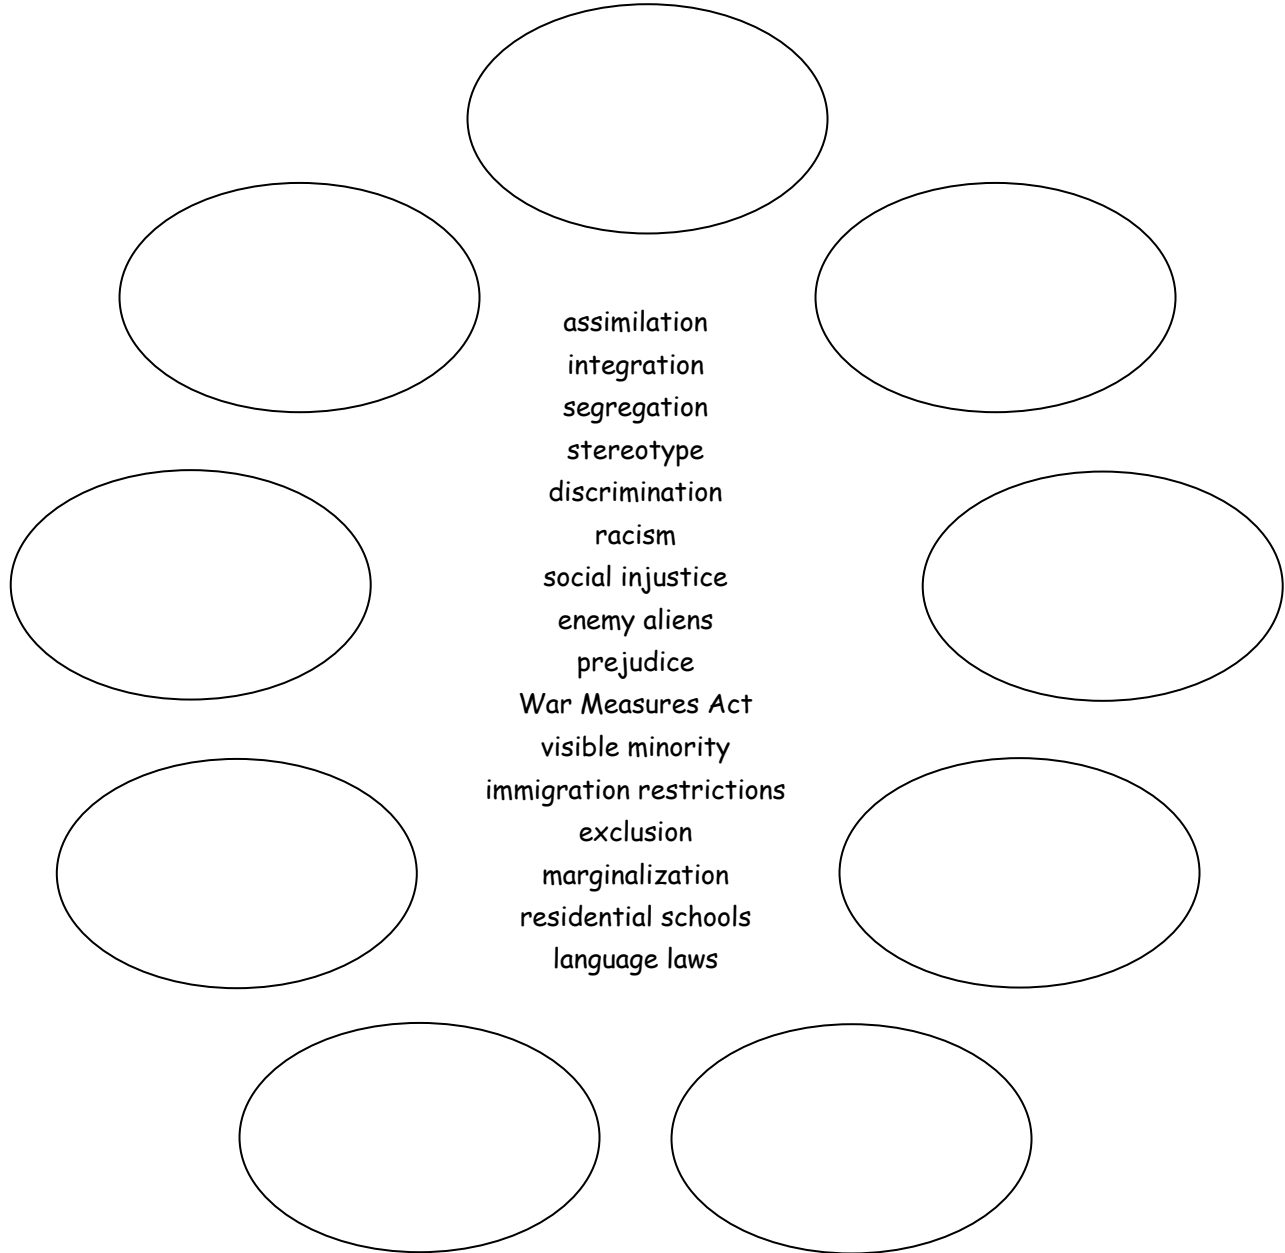 assimilation
integration
segregation
stereotype
discrimination
racism
social injustice
enemy aliens
prejudice
War Measures Act
visible minority
immigration restrictions
exclusion
marginalization
residential schools
language laws